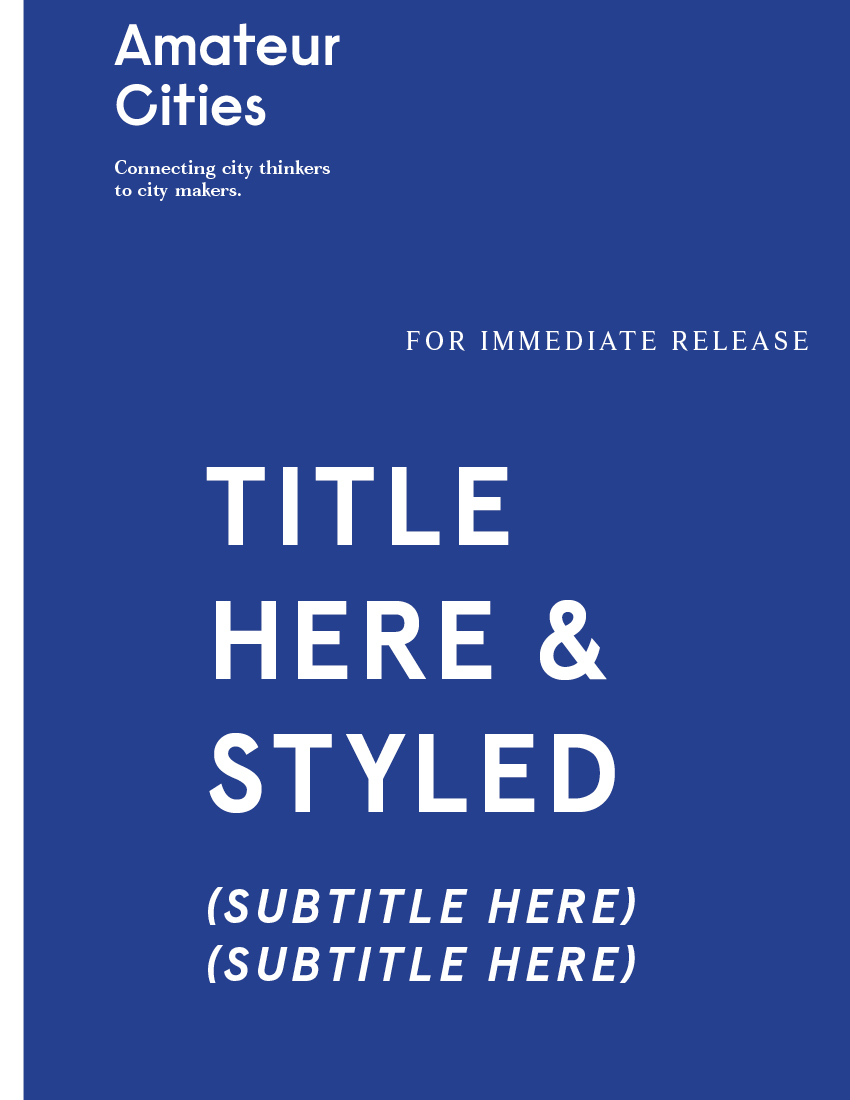 Amateur
Cities
Connecting city thinkers
to city makers.
FOR IMMEDIATE RELEASE
TITLE
HERE &
STYLED
(SUBTITLE HERE)
(SUBTITLE HERE)